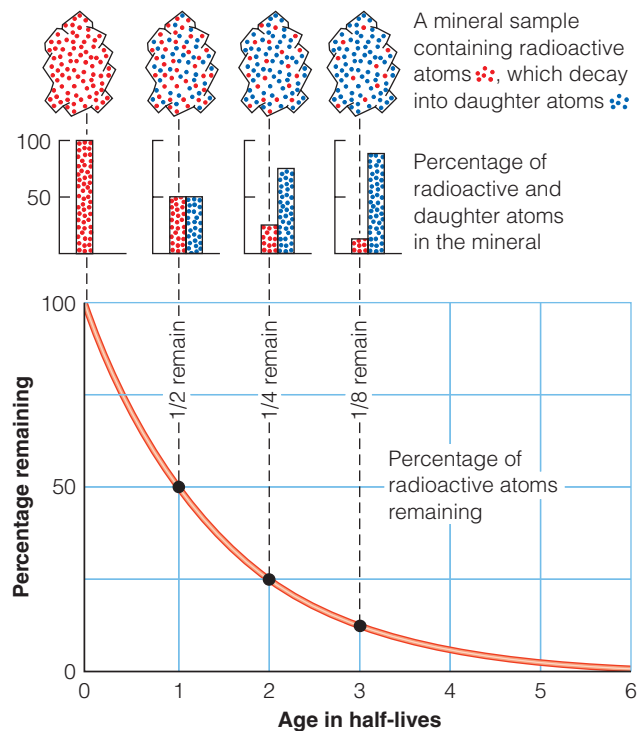 A mineral sample
containing radioactive
atoms , which decay
into daughter atoms
100
50
Percentage of
radioactive and
daughter atoms
in the mineral
100
50
0
Percentage remaining
1/2 remain
1/4 remain
1/8 remain
Percentage of
radioactive atoms
remaining
0 1 2 3 4 5 6
Age in half-lives